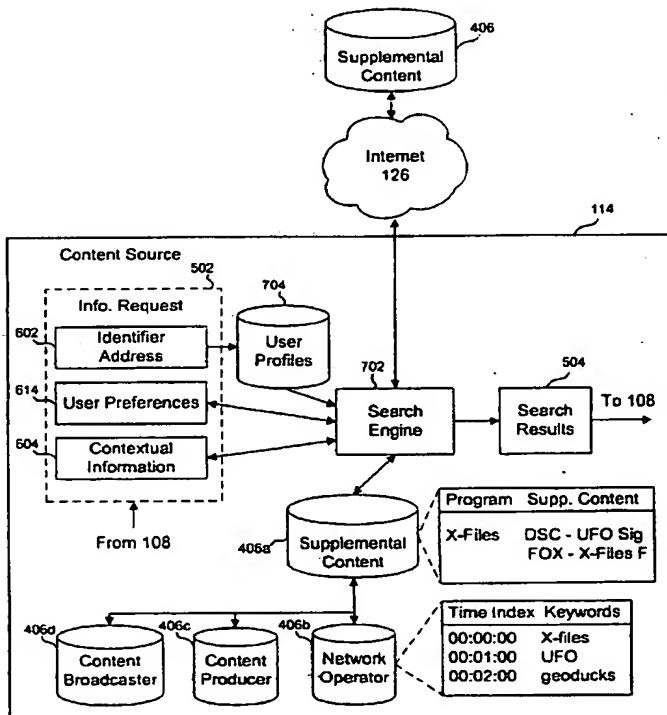 406
Supplemental
Content
Internet
126
114
Content Source
502
704
Info. Request
602
Identifier
Address
User
Profiles
702
504
614
User Preferences
Search
Engine
Search
Results
To 108
604
Contextual
Information
From 108
406a
Supplemental
Content
Program Supp. Content
X-Files DSC - UFO Sig
FOX - X-Files F
406d
Content
Broadcaster
406c
Content
Producer
406b
Network
Operator
Time Index Keywords
00:00:00 X-files
00:01:00 UFO
00:02:00 geoducks